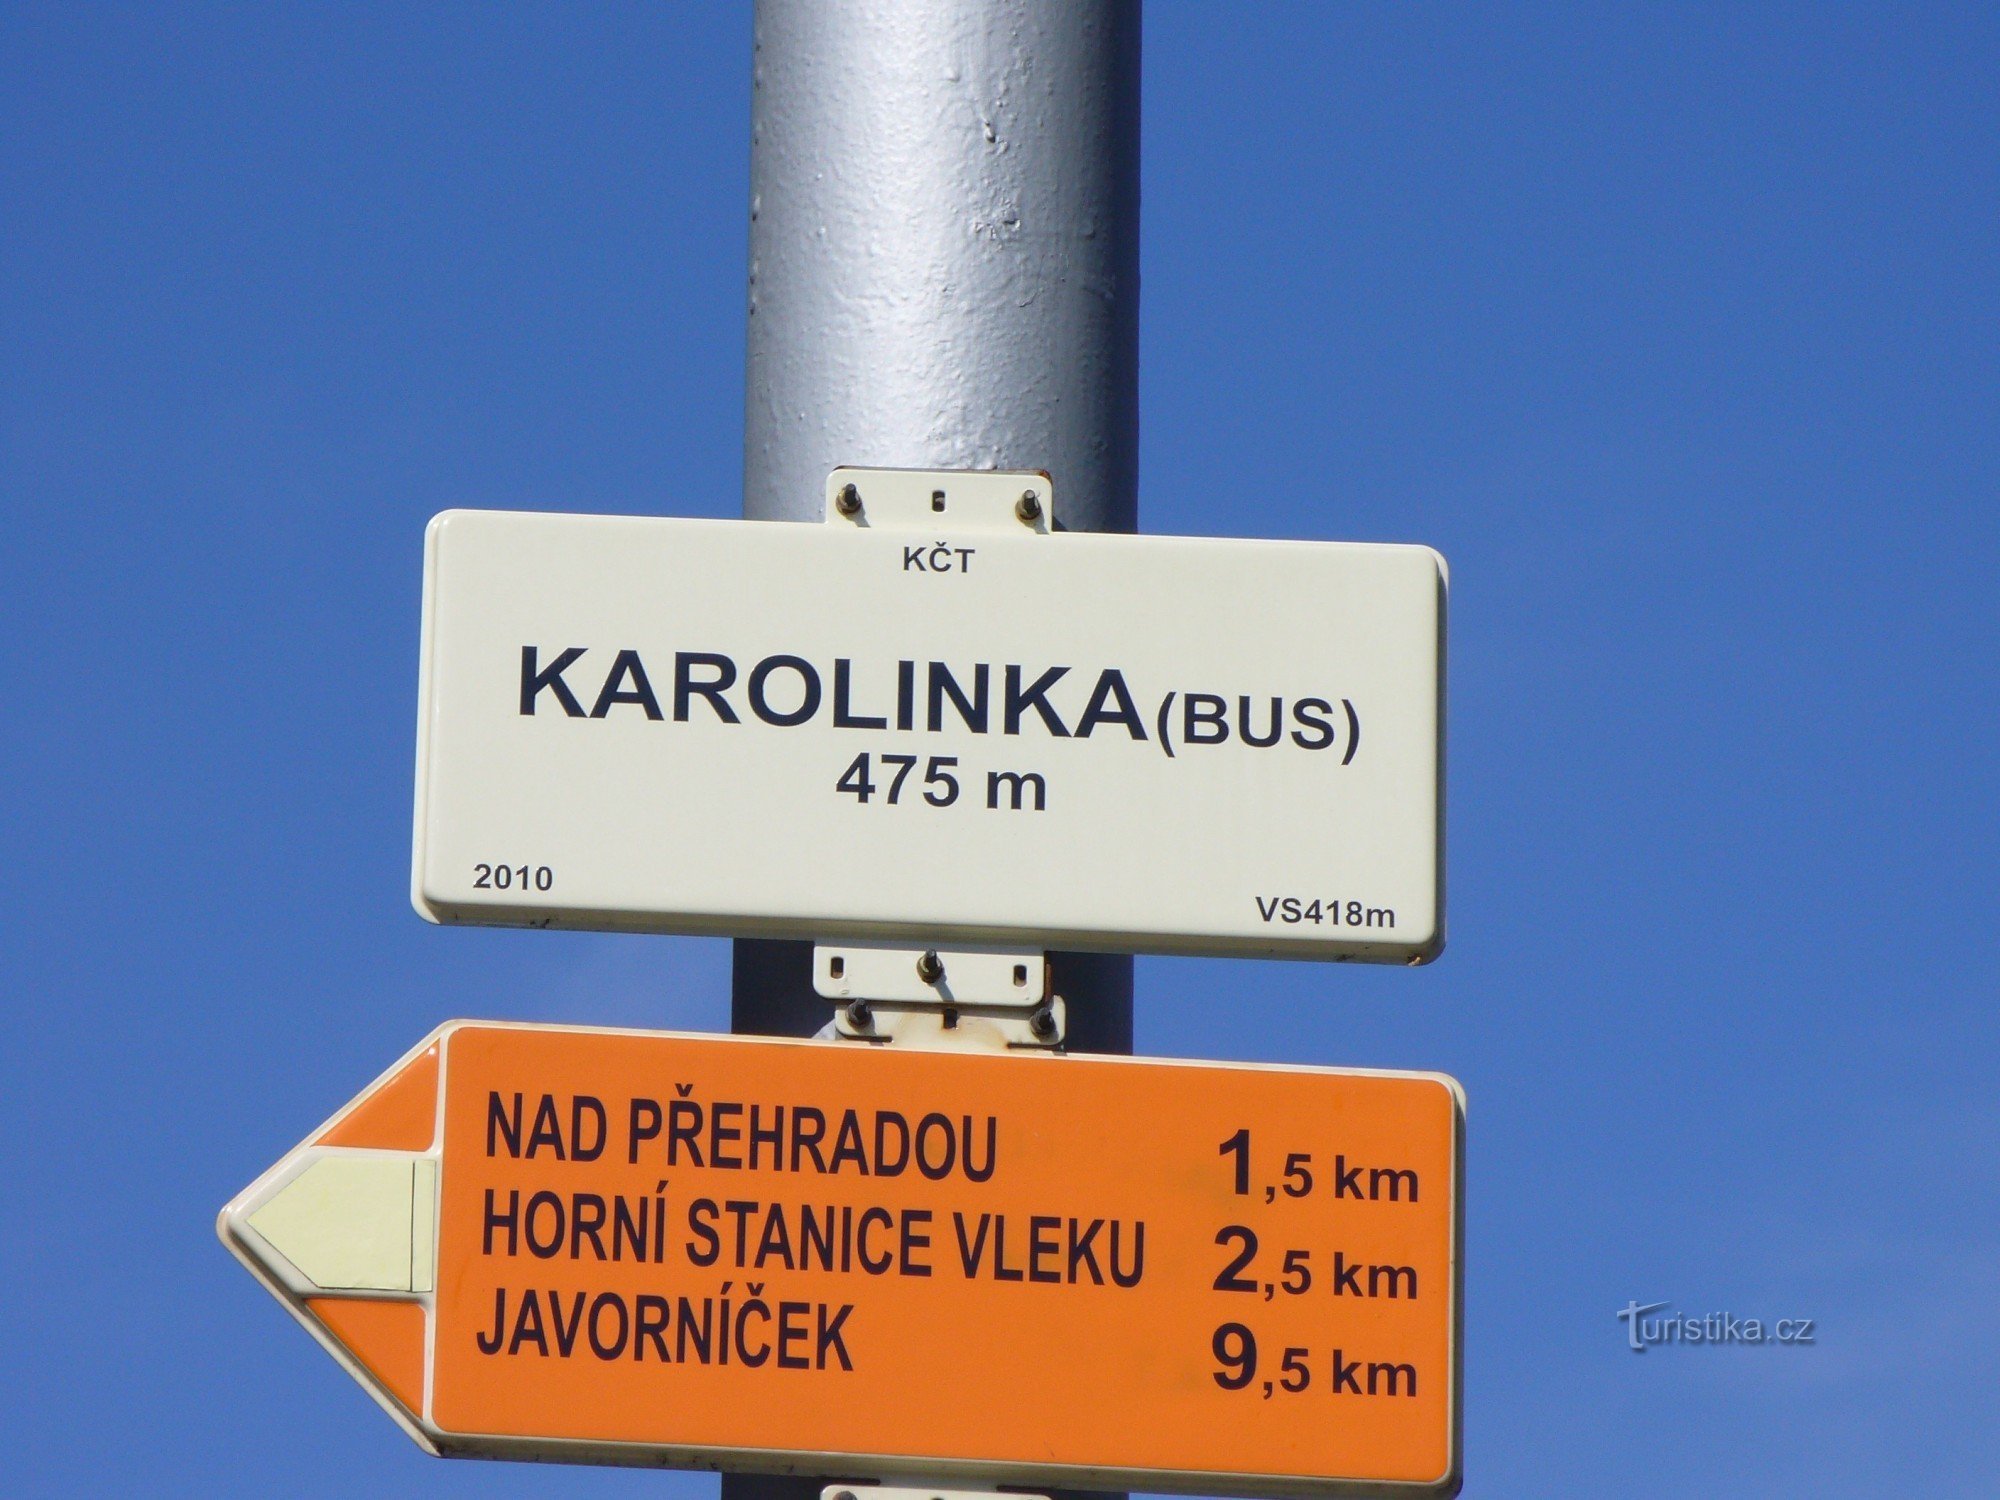 KČT
KAROLINKA (BUS)
475 m
2010
VS418m
NAD PŘEHRADOU 1,5 km
HORNÍ STANICE VLEKU 2,5 km
JAVORNÍČEK 9,5 km
Turistika.cz